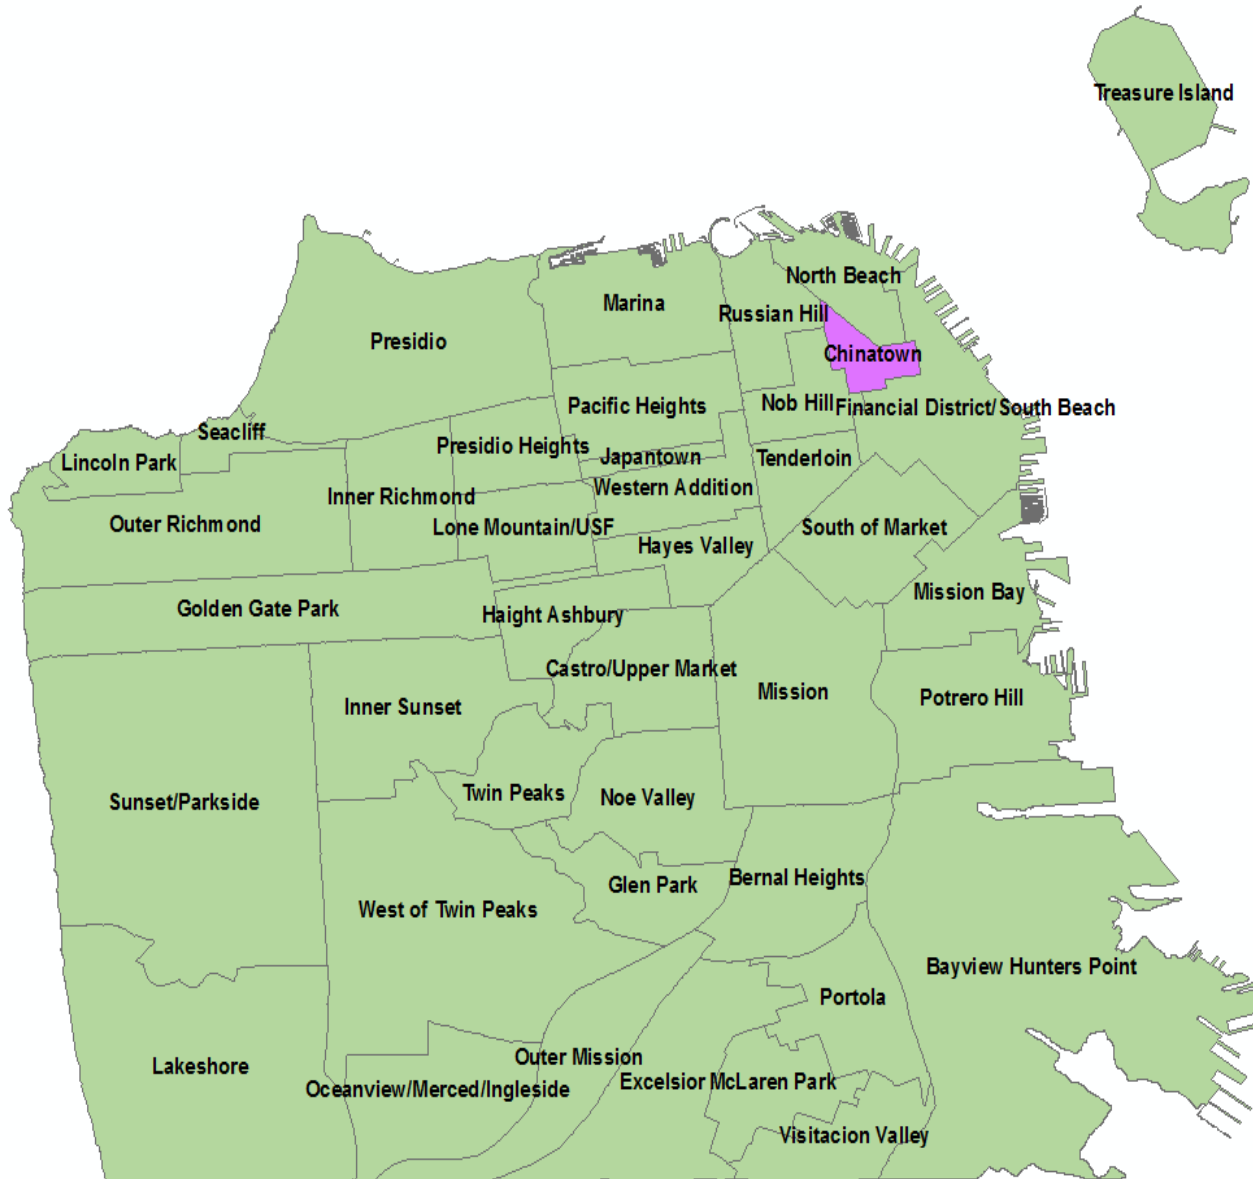 Treasure Island
North Beach
Marina
Russian Hill
Presidio
Chinatown
Pacific Heights
Nob Hill
Financial District/South Beach
Seacliff
Presidio Heights
Japantown
Tenderloin
Lincoln Park
Western Addition
Inner Richmond
Outer Richmond
Lone Mountain/USF
South of Market
Hayes Valley
Mission Bay
Golden Gate Park
Haight Ashbury
Castro/Upper Market
Mission
Potrero Hill
Inner Sunset
Twin Peaks
Noe Valley
Sunset/Parkside
Bernal Heights
Glen Park
West of Twin Peaks
Bayview Hunters Point
Portola
Outer Mission
Lakeshore
Excelsior
McLaren Park
Oceanview/Merced/Ingleside
Visitacion Valley